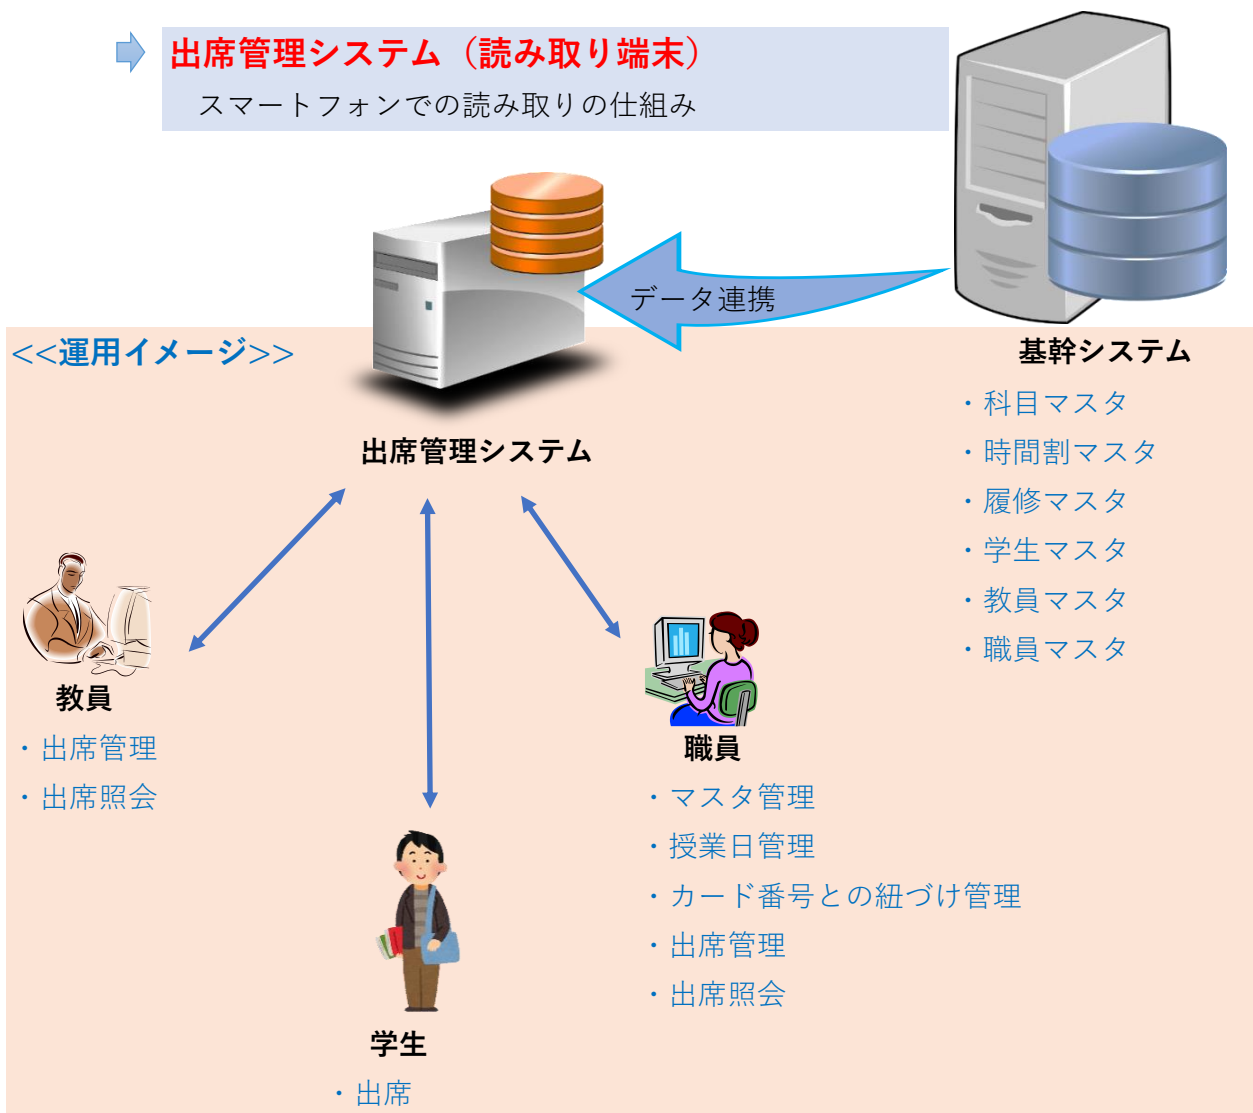 出席管理システム（読み取り端末）
スマートフォンでの読み取りの仕組み
データ連携
<<運用イメージ>>
基幹システム
・科目マスタ
・時間割マスタ
・履修マスタ
・学生マスタ
・教員マスタ
・職員マスタ
出席管理システム
教員
・出席管理
・出席照会
職員
・マスタ管理
・授業日管理
・カード番号との紐づけ管理
・出席管理
・出席照会
学生
・出席